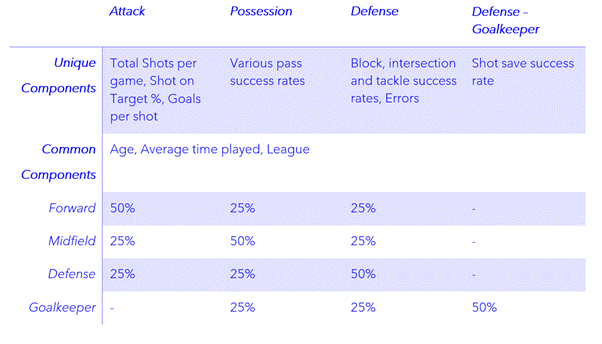 Attack Possession Defense Defense –
Goalkeeper
Unique Total Shots per Various pass Block, intersection Shot save success
Components game, Shot on success rates and tackle success rate
Target %, Goals rates, Errors
per shot
Common Age, Average time played, League
Components
Forward 50% 25% 25% -
Midfield 25% 50% 25% -
Defense 25% 25% 50% -
Goalkeeper - 25% 25% 50%